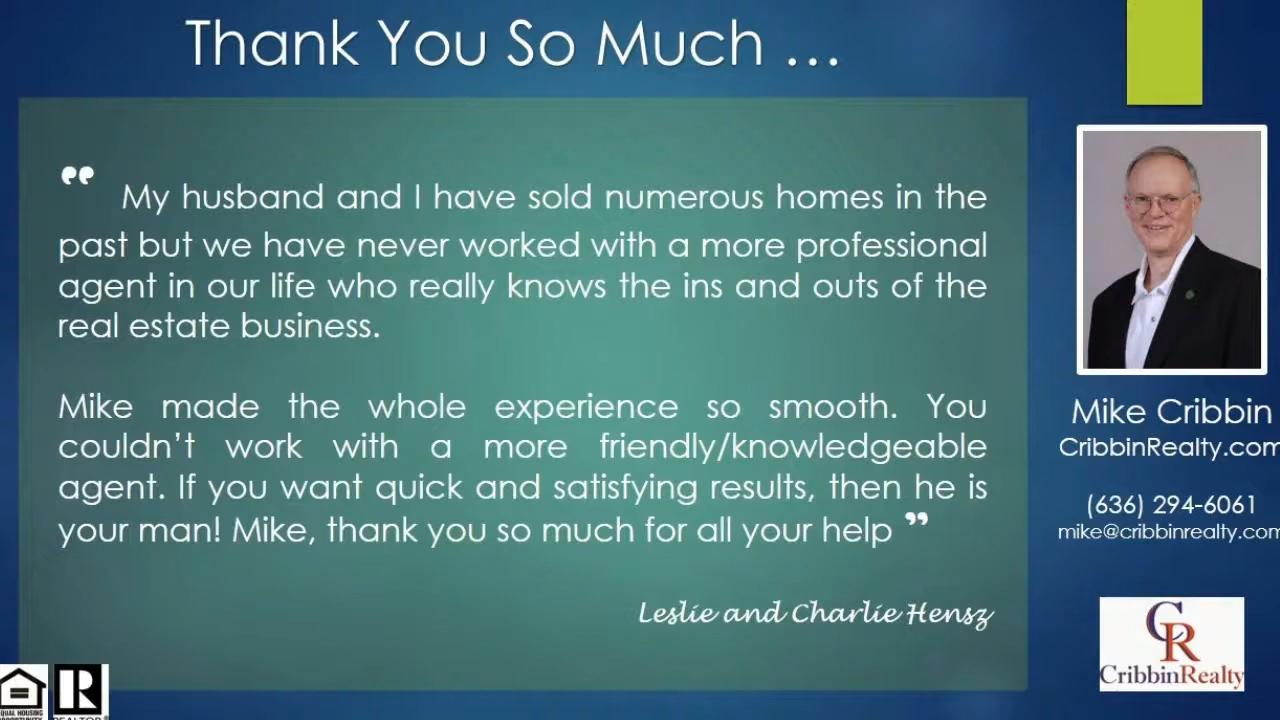 Thank You So Much ...
“ My husband and I have sold numerous homes in the
past but we have never worked with a more professional
agent in our life who really knows the ins and outs of the
real estate business.
Mike made the whole experience so smooth. You
couldn’t work with a more friendly/knowledgeable
agent. If you want quick and satisfying results, then he is
your man! Mike, thank you so much for all your help ”
Leslie and Charlie Hensz
Mike Cribbin
CribbinRealty.com
(636) 294-6061
mike@cribbinrealty.com
CR
CribbinRealty
EQUAL HOUSING
OPPORTUNITY
R
REALTOR